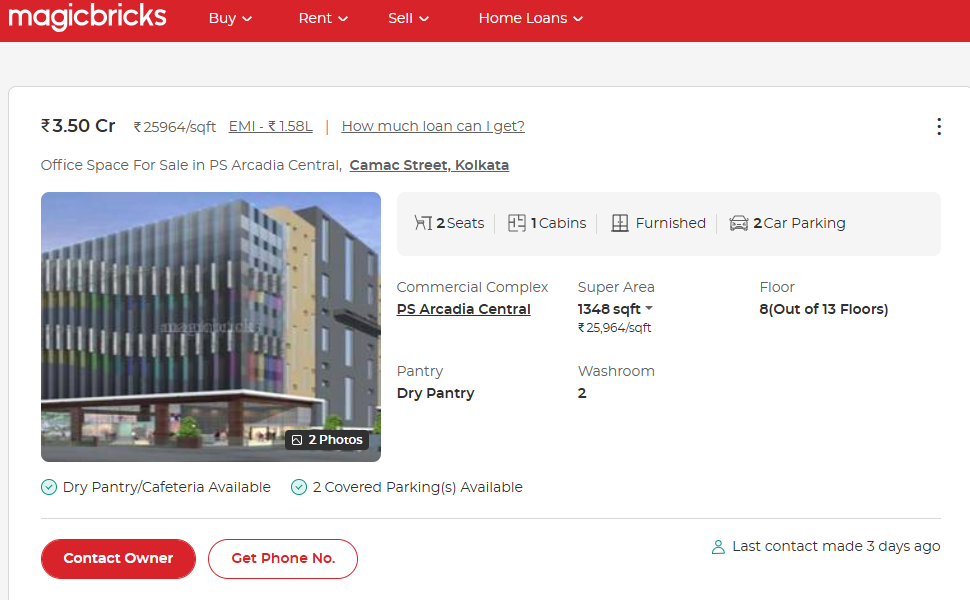 magicbricks Buy Rent Sell Home Loans
₹3.50 Cr ₹25964/sqft EMI - ₹1.58L | How much loan can I get?
Office Space For Sale in PS Arcadia Central, Camac Street, Kolkata
2 Seats 1 Cabins Furnished 2 Car Parking
Commercial Complex Super Area Floor
PS Arcadia Central 1348 sqft 8(Out of 13 Floors)
₹25,964/sqft
magicbricks
Pantry Washroom
Dry Pantry 2
2 Photos
Dry Pantry/Cafeteria Available 2 Covered Parking(s) Available
Contact Owner Get Phone No. Last contact made 3 days ago